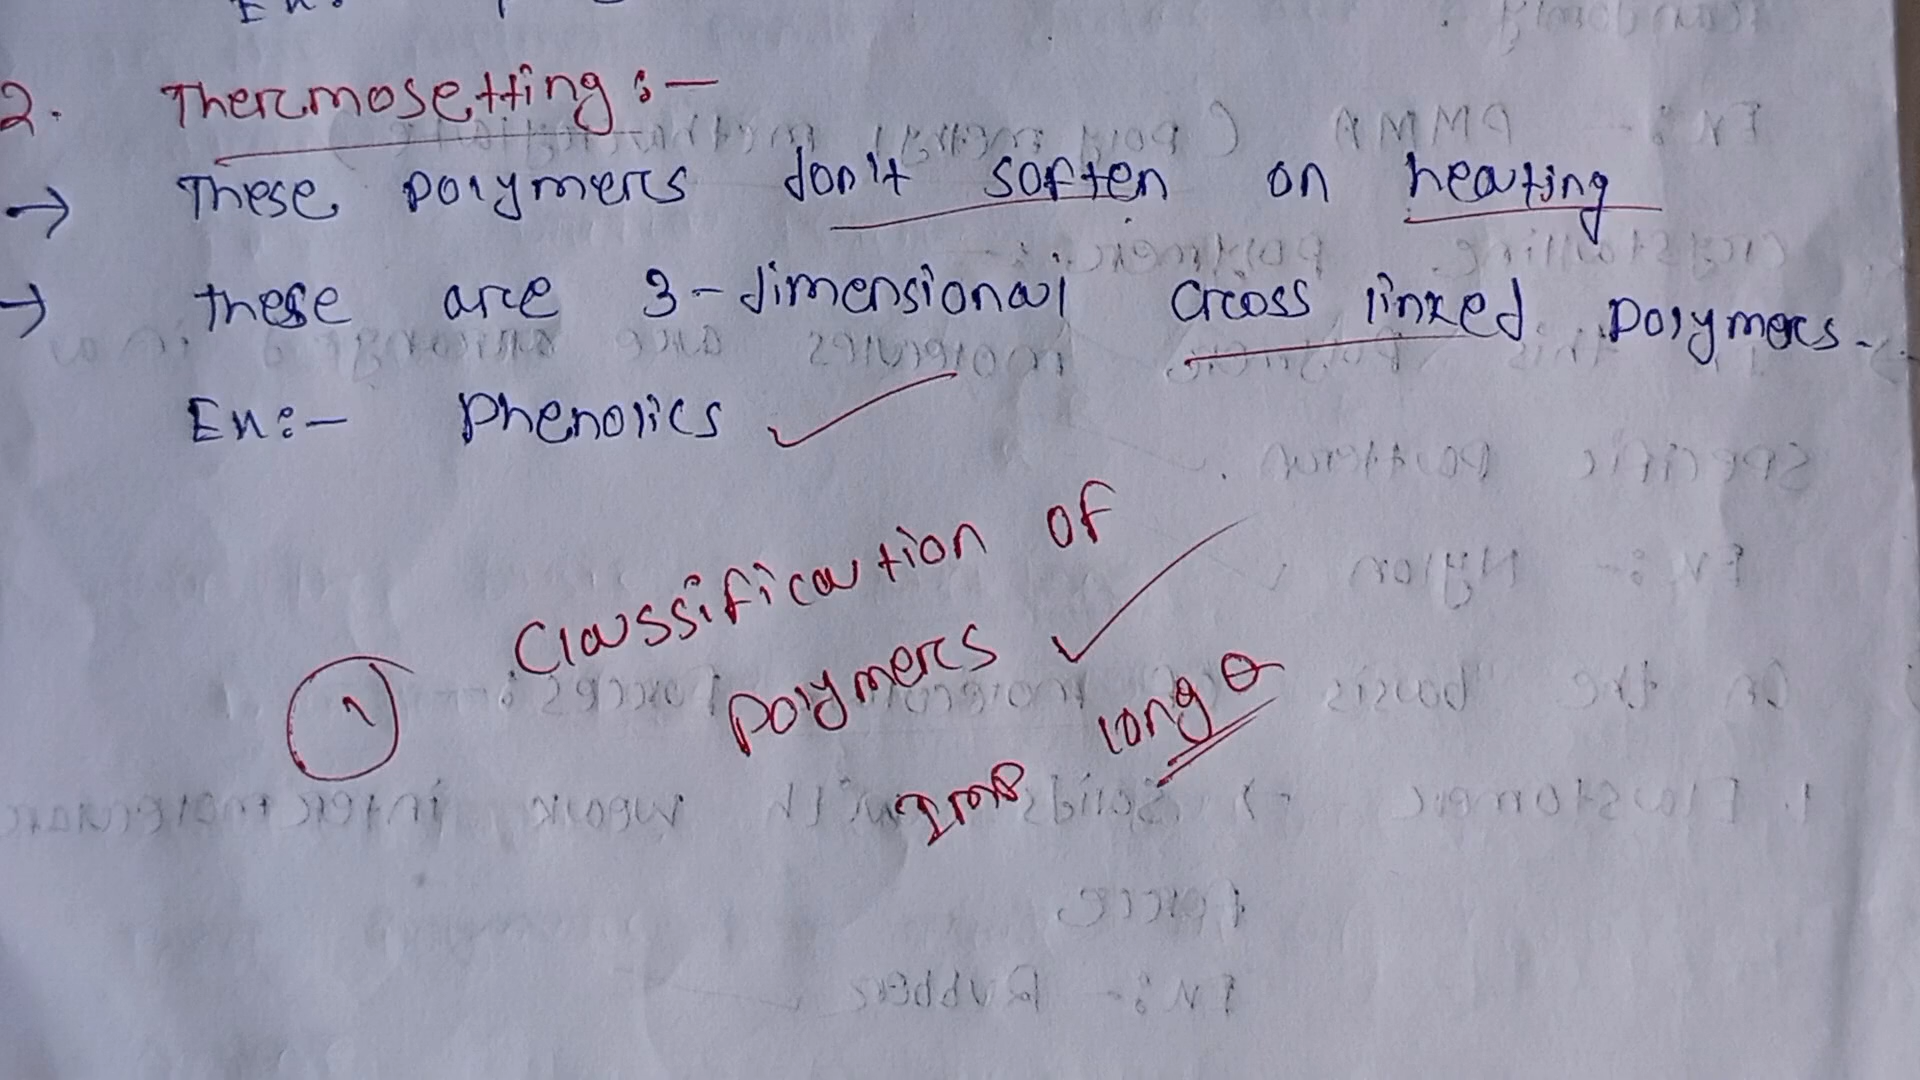 2. Thermosetting :-
→ These polymers don't soften on heating
→ these are 3-dimensional cross linked polymers.
Ex:- Phenolics ✓
Classification of
polymers ✓
Imp long Q